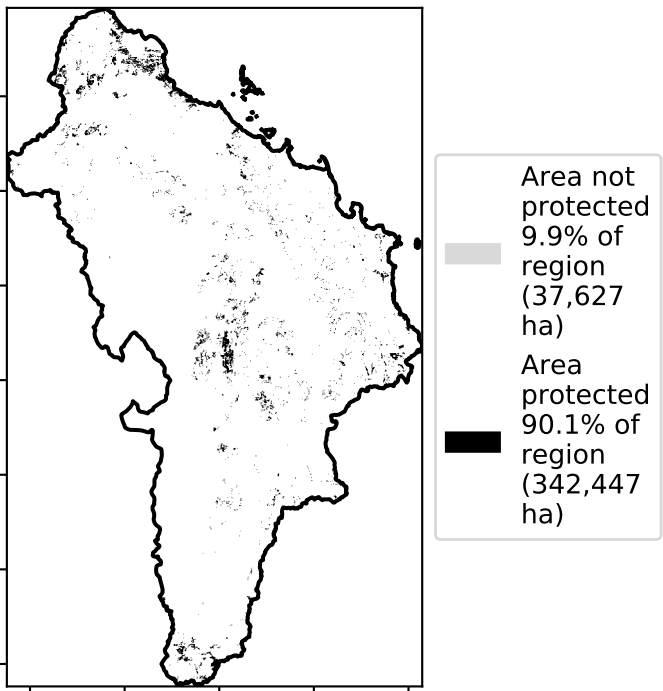 Area not
protected
9.9% of
region
(37,627
ha)
Area
protected
90.1% of
region
(342,447
ha)